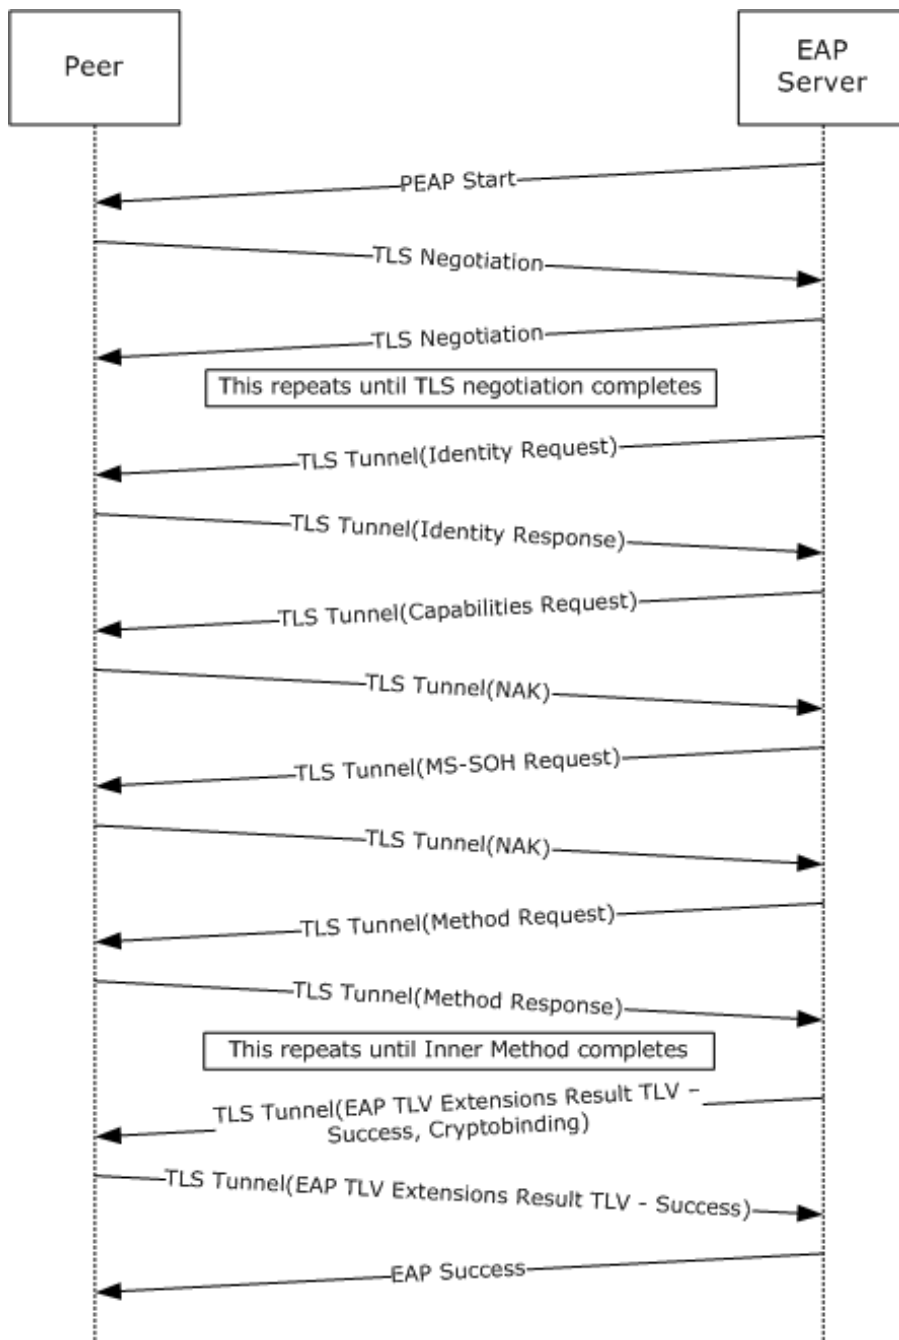 Peer
EAP
Server
PEAP Start
TLS Negotiation
TLS Negotiation
This repeats until TLS negotiation completes
TLS Tunnel(Identity Request)
TLS Tunnel(Identity Response)
TLS Tunnel(Capabilities Request)
TLS Tunnel(NAK)
TLS Tunnel(MS-SOH Request)
TLS Tunnel(NAK)
TLS Tunnel(Method Request)
TLS Tunnel(Method Response)
This repeats until Inner Method completes
TLS Tunnel(EAP TLV Extensions Result TLV –
Success, Cryptobinding)
TLS Tunnel(EAP TLV Extensions Result TLV - Success)
EAP Success